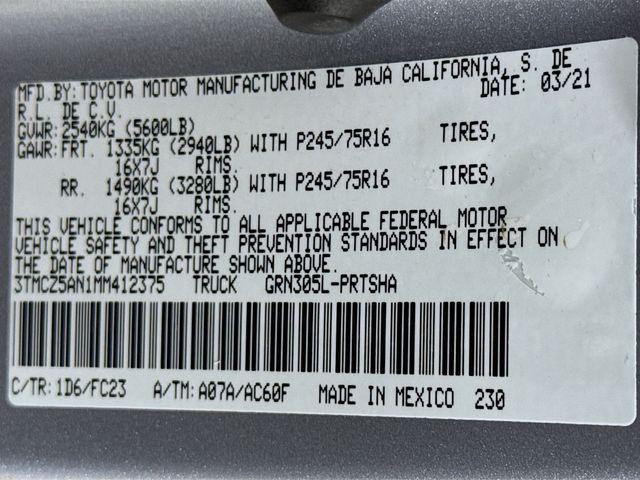 MFD.BY: TOYOTA MOTOR MANUFACTURING DE BAJA CALIFORNIA, S. DE
R.L. DE C.V. DATE: 03/21
GVWR: 2540KG (5600LB)
GAWR: FRT. 1335KG (2940LB) WITH P245/75R16 TIRES,
16X7J RIMS.
RR. 1490KG (3280LB) WITH P245/75R16 TIRES,
16X7J RIMS.
THIS VEHICLE CONFORMS TO ALL APPLICABLE FEDERAL MOTOR
VEHICLE SAFETY AND THEFT PREVENTION STANDARDS IN EFFECT ON
THE DATE OF MANUFACTURE SHOWN ABOVE.
3TMCZ5AN1MM412375 TRUCK GRN305L-PRTSHA
C/TR: 1D6/FC23 A/TM: A07A/AC60F MADE IN MEXICO 230